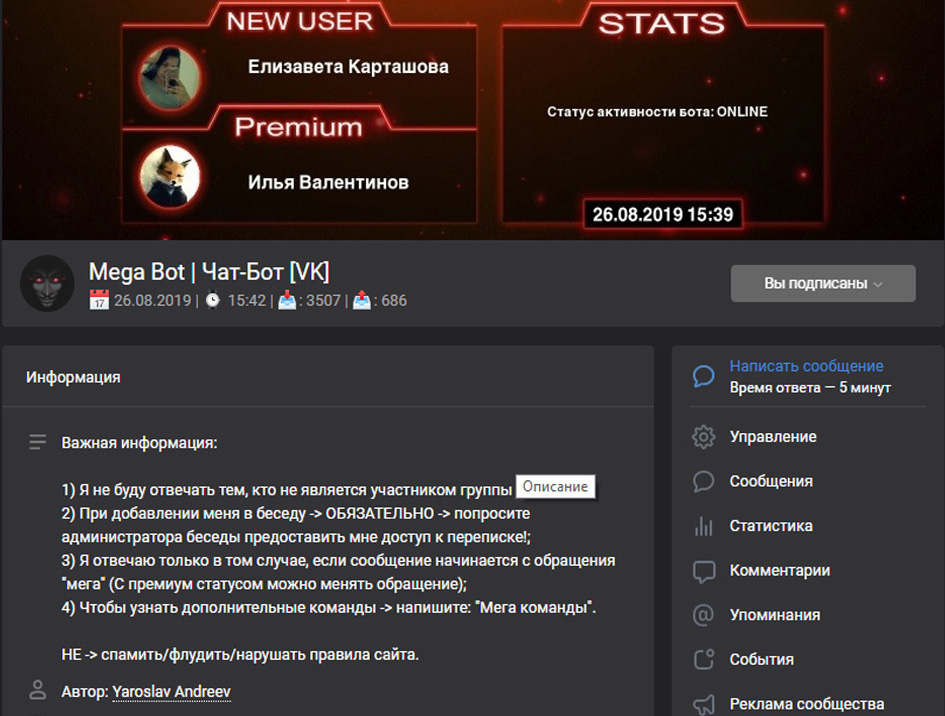 NEW USER
Елизавета Карташова
Premium
Илья Валентинов
STATS
Статус активности бота: ONLINE
26.08.2019 15:39
Mega Bot | Чат-Бот [VK]
17 26.08.2019 | 15:42 | : 3507 | : 686
Вы подписаны
Информация
Важная информация:
1) Я не буду отвечать тем, кто не является участником группы
Описание
2) При добавлении меня в беседу -> ОБЯЗАТЕЛЬНО -> попросите
администратора беседы предоставить мне доступ к переписке!;
3) Я отвечаю только в том случае, если сообщение начинается с обращения
"мега" (С премиум статусом можно менять обращение);
4) Чтобы узнать дополнительные команды -> напишите: "Мега команды".
НЕ -> спамить/флудить/нарушать правила сайта.
Автор: Yaroslav Andreev
Написать сообщение
Время ответа — 5 минут
Управление
Сообщения
Статистика
Комментарии
Упоминания
События
Реклама сообщества